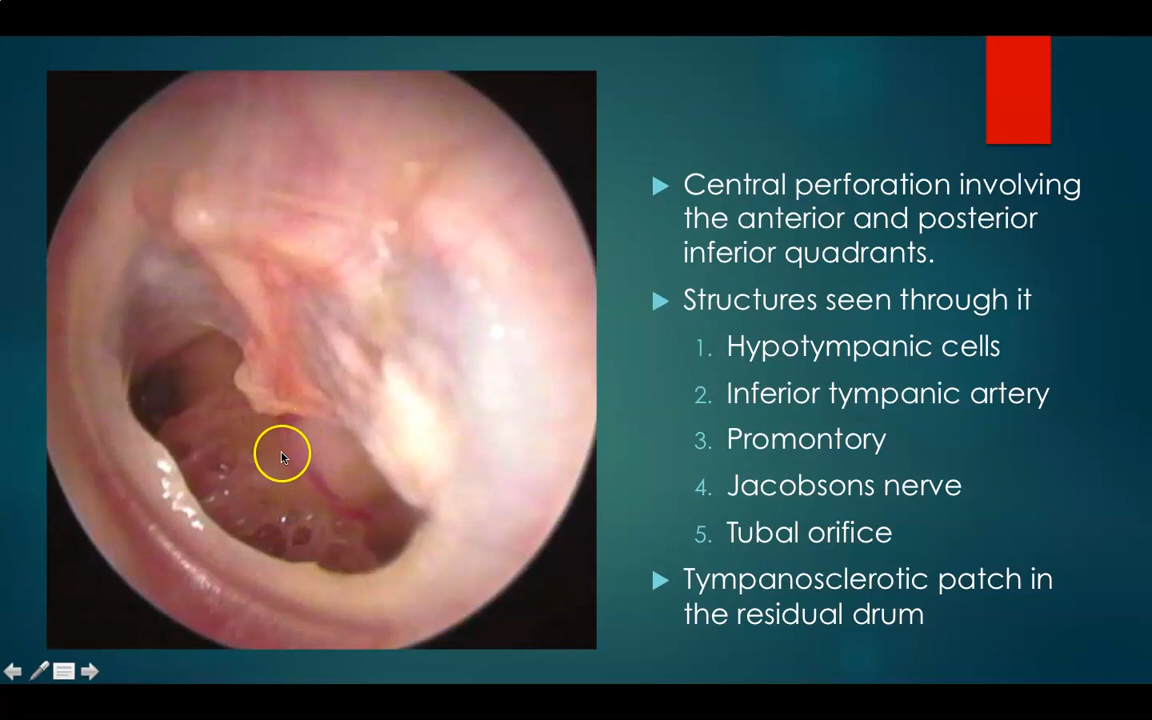 Central perforation involving
the anterior and posterior
inferior quadrants.
Structures seen through it
1. Hypotympanic cells
2. Inferior tympanic artery
3. Promontory
4. Jacobsons nerve
5. Tubal orifice
Tympanosclerotic patch in
the residual drum